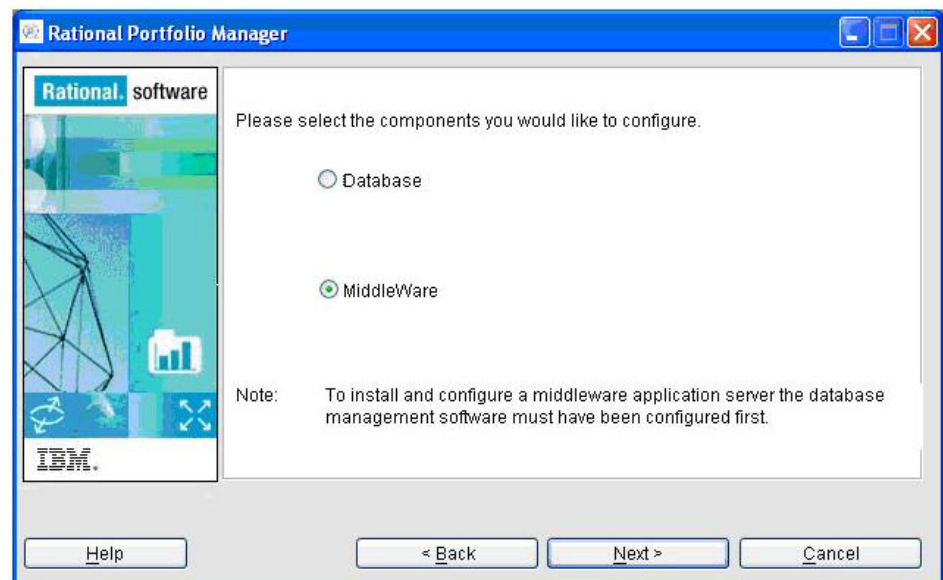 Rational Portfolio Manager
Rational. software
Please select the components you would like to configure.
Database
MiddleWare
Note: To install and configure a middleware application server the database
management software must have been configured first.
IBM.
Help
< Back
Next >
Cancel